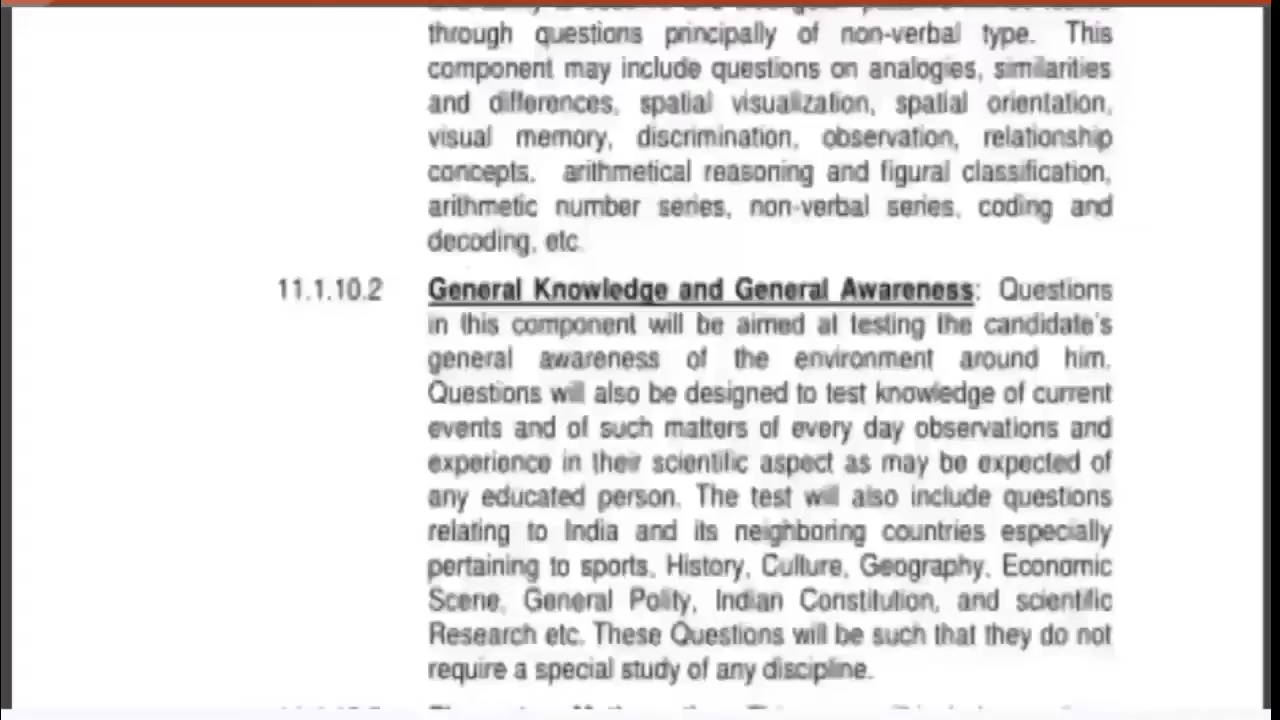 through questions principally of non-verbal type. This
component may include questions on analogies, similarities
and differences, spatial visualization, spatial orientation,
visual memory, discrimination, observation, relationship
concepts, arithmetical reasoning and figural classification,
arithmetic number series, non-verbal series, coding and
decoding, etc.
11.1.10.2 General Knowledge and General Awareness: Questions
in this component will be aimed at testing the candidate's
general awareness of the environment around him.
Questions will also be designed to test knowledge of current
events and of such matters of every day observations and
experience in their scientific aspect as may be expected of
any educated person. The test will also include questions
relating to India and its neighboring countries especially
pertaining to sports, History, Culture, Geography, Economic
Scene, General Polity, Indian Constitution, and scientific
Research etc. These Questions will be such that they do not
require a special study of any discipline.